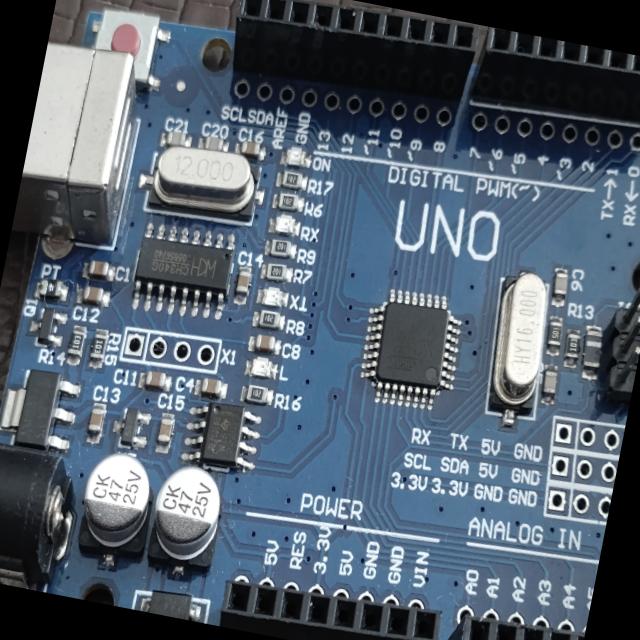 SCL SDA AREF GND 13 12 11 10 ~9 8 7 ~6 ~5 4 ~3 2
TX→1
RX←0
DIGITAL PWM(~)
UNO
C21 C20 C16
12.000
ON
R17
RX
R9
R7
R8
C8
L
R16
C14
PT
C12
R14
X1
C11 C4
C13
C15
C6
R13
16.000
RX TX 5V GND
SCL SDA 5V GND
3.3V 3.3V GND GND
CK
47
25V
CK
47
25V
POWER
ANALOG IN
5V RES 3.3V 5V GND GND VIN
A0 A1 A2 A3 A4